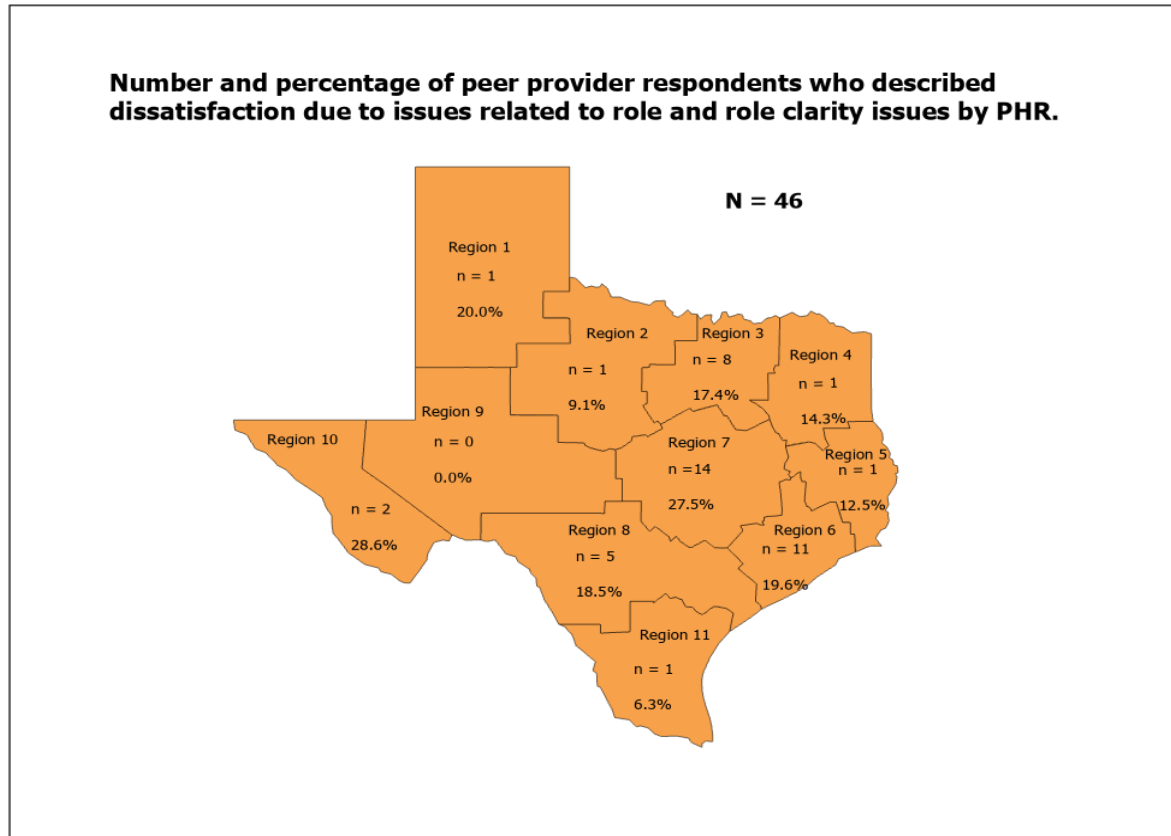 Number and percentage of peer provider respondents who described
dissatisfaction due to issues related to role and role clarity issues by PHR.
N = 46
Region 1
n = 1
20.0%
Region 2
n = 1
9.1%
Region 3
n = 8
17.4%
Region 4
n = 1
14.3%
Region 9
n = 0
0.0%
Region 10
n = 2
28.6%
Region 7
n =14
27.5%
Region 5
n = 1
12.5%
Region 8
n = 5
18.5%
Region 6
n = 11
19.6%
Region 11
n = 1
6.3%